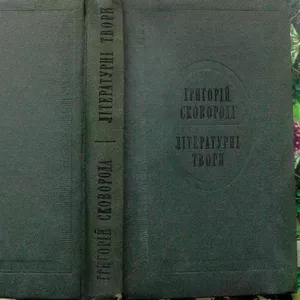 ГРИГОРІЙ СКОВОРОДА | ЛІТЕРАТУРНІ ТВОРИ
ГРИГОРІЙ
СКОВОРОДА
ЛІТЕРАТУРНІ
ТВОРИ